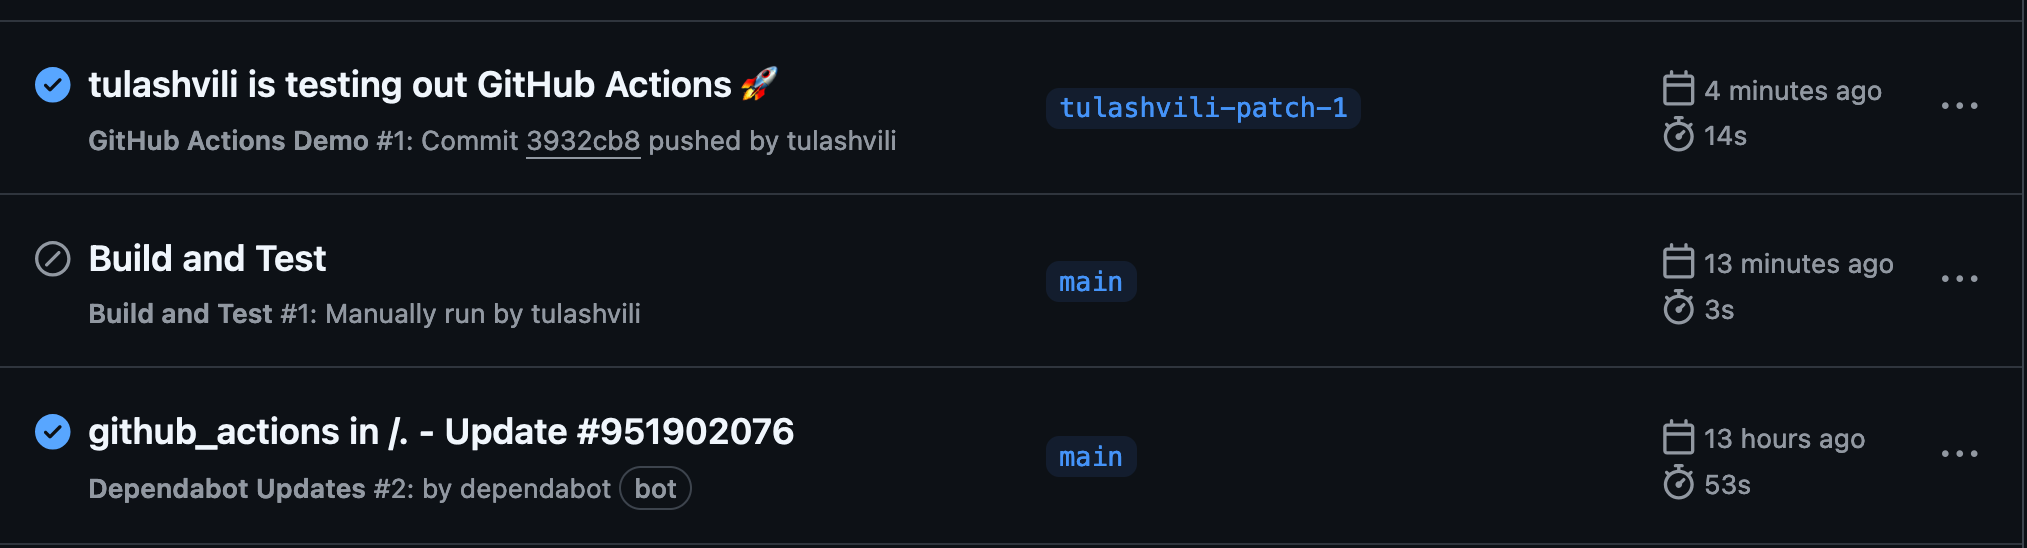 tulashvili is testing out GitHub Actions 🚀
GitHub Actions Demo #1: Commit 3932cb8 pushed by tulashvili
tulashvili-patch-1
4 minutes ago
14s
Build and Test
Build and Test #1: Manually run by tulashvili
main
13 minutes ago
3s
github_actions in /. - Update #951902076
Dependabot Updates #2: by dependabot bot
main
13 hours ago
53s